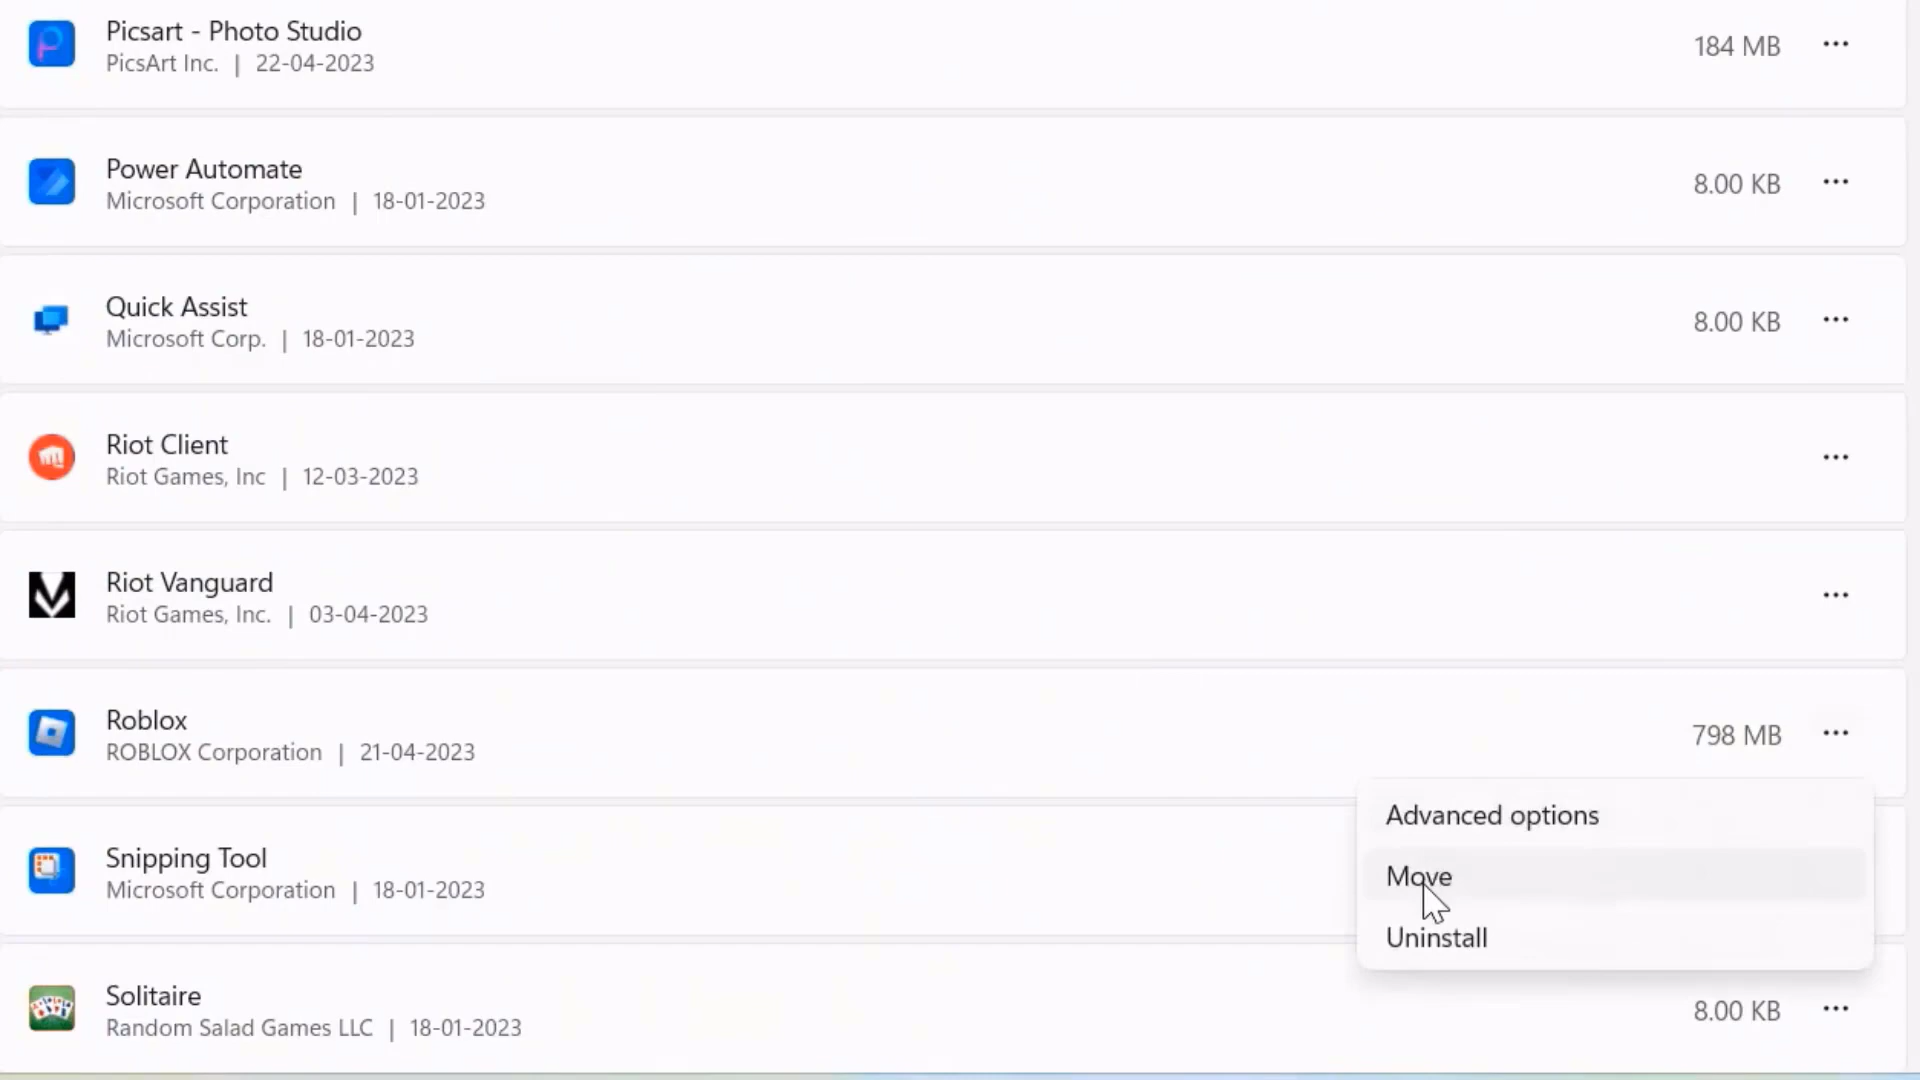 Picsart - Photo Studio
PicsArt Inc. | 22-04-2023
184 MB
Power Automate
Microsoft Corporation | 18-01-2023
8.00 KB
Quick Assist
Microsoft Corp. | 18-01-2023
8.00 KB
Riot Client
Riot Games, Inc | 12-03-2023
Riot Vanguard
Riot Games, Inc. | 03-04-2023
Roblox
ROBLOX Corporation | 21-04-2023
798 MB
Advanced options
Move
Uninstall
Snipping Tool
Microsoft Corporation | 18-01-2023
Solitaire
Random Salad Games LLC | 18-01-2023
8.00 KB